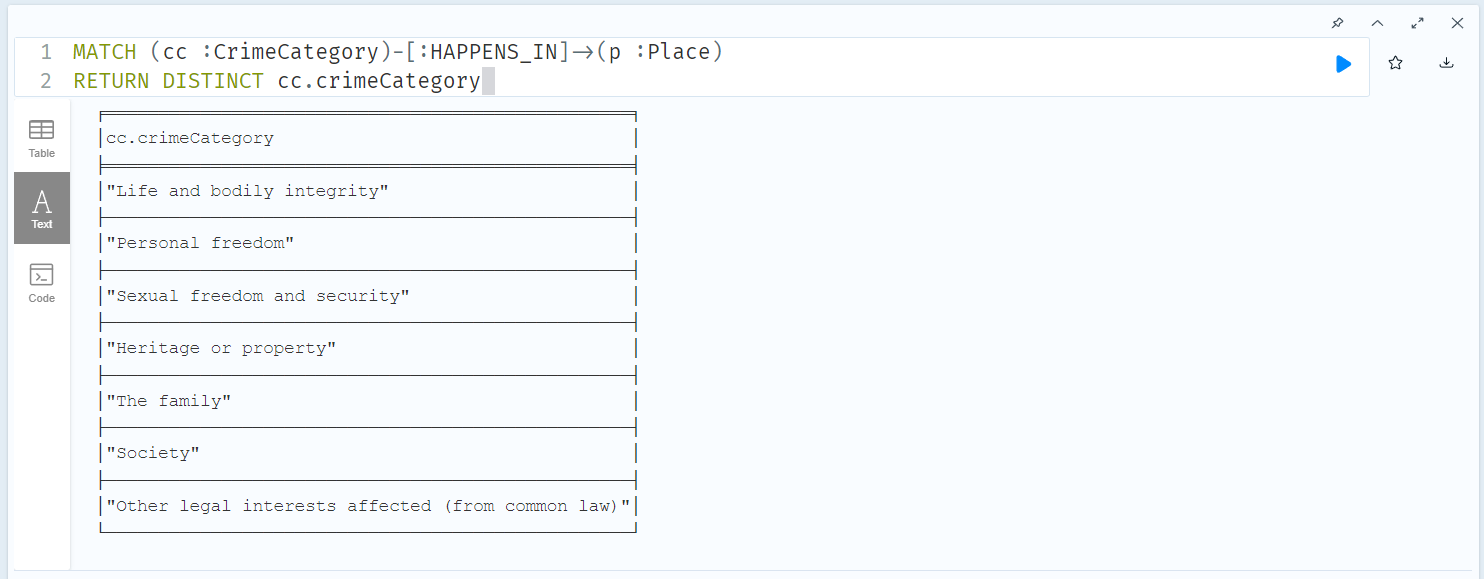 1 MATCH (cc :CrimeCategory)-[:HAPPENS_IN]->(p :Place)
2 RETURN DISTINCT cc.crimeCategory
Table
Text
Code
cc.crimeCategory
"Life and bodily integrity"
"Personal freedom"
"Sexual freedom and security"
"Heritage or property"
"The family"
"Society"
"Other legal interests affected (from common law)"